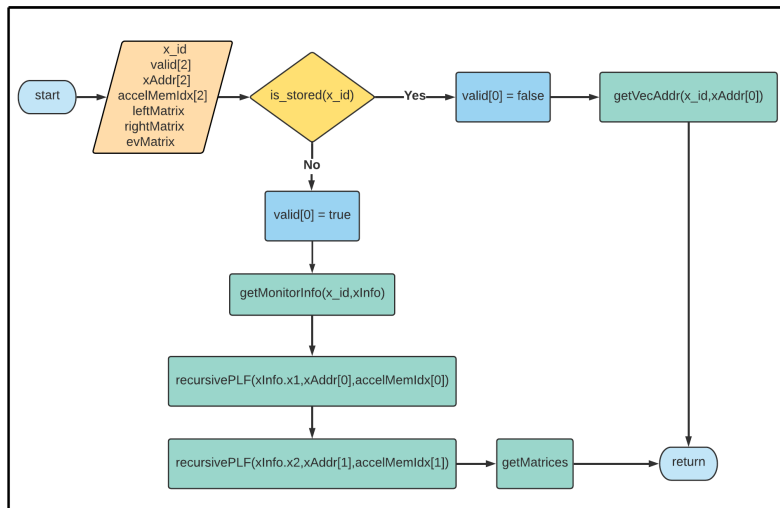 start
x_id
valid[2]
xAddr[2]
accelMemIdx[2]
leftMatrix
rightMatrix
evMatrix
is_stored(x_id)
Yes
valid[0] = false
getVecAddr(x_id,xAddr[0])
No
valid[0] = true
getMonitorInfo(x_id,xInfo)
recursivePLF(xInfo.x1,xAddr[0],accelMemIdx[0])
recursivePLF(xInfo.x2,xAddr[1],accelMemIdx[1])
getMatrices
return